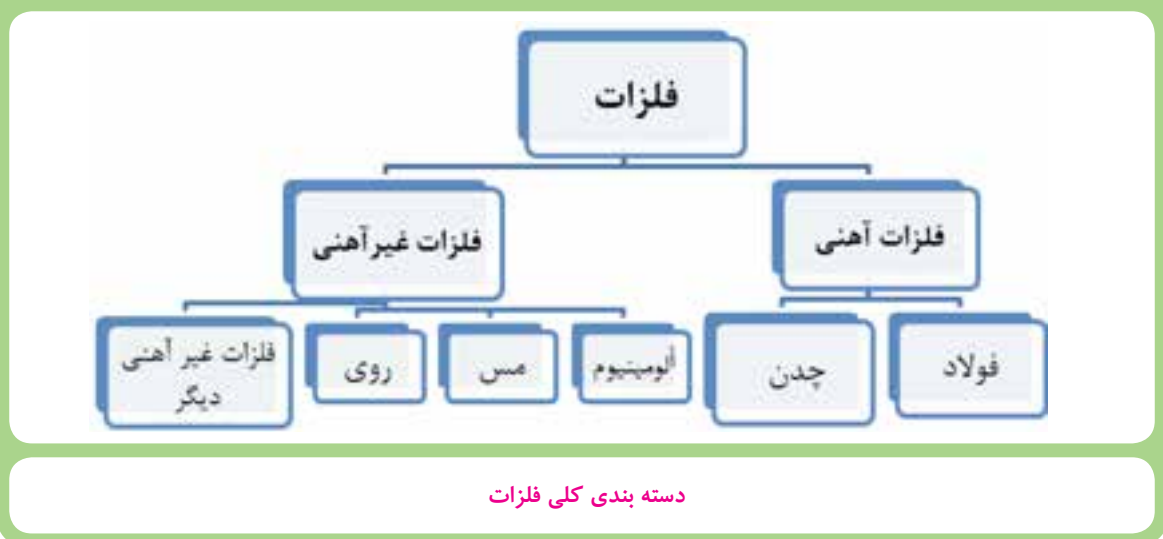 فلزات
فلزات آهنی
فلزات غیرآهنی
فولاد
چدن
آلومینیوم
مس
روی
فلزات غیر آهنی
دیگر
دسته بندی کلی فلزات